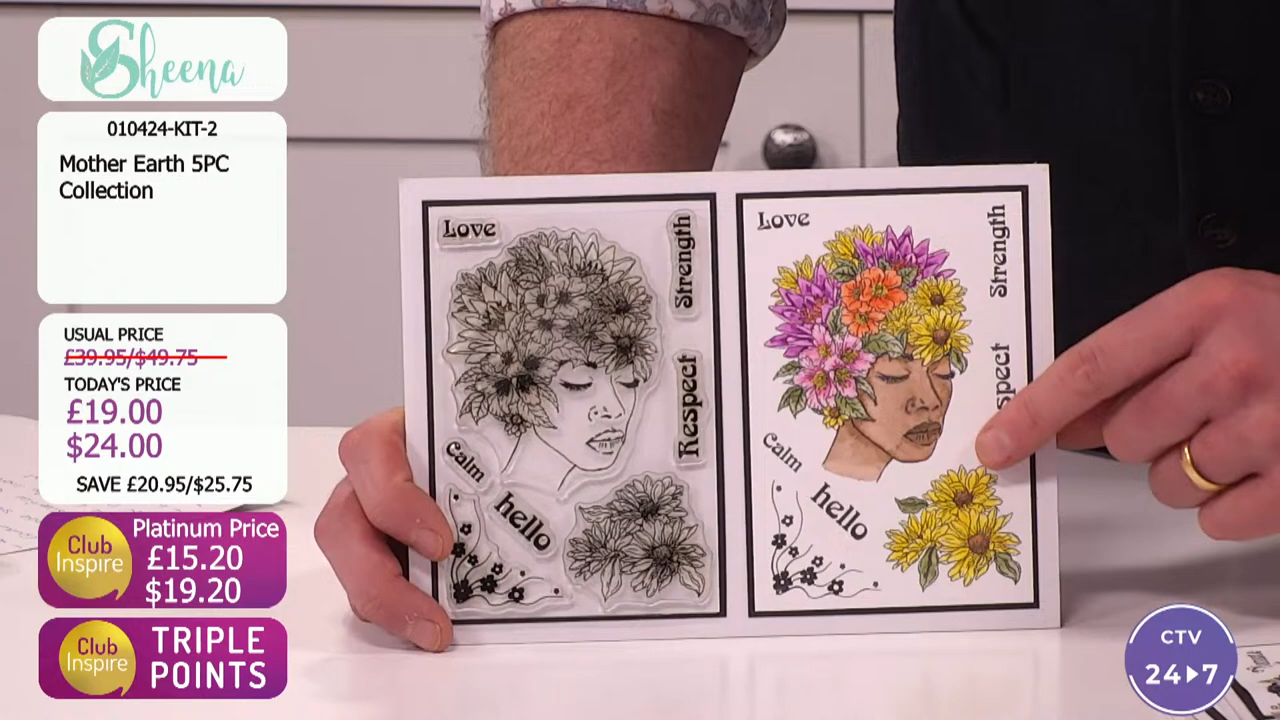 Sheena
010424-KIT-2
Mother Earth 5PC
Collection
USUAL PRICE
£39.95/$49.75
TODAY'S PRICE
£19.00
$24.00
SAVE £20.95/$25.75
Club
Inspire
Platinum Price
£15.20
$19.20
Club
Inspire
TRIPLE
POINTS
Love
Strength
Respect
Calm
hello
Love
Strength
spect
Calm
hello
CTV
24▶7